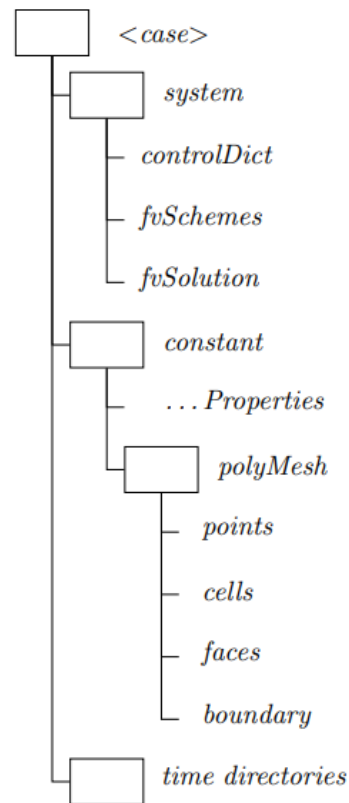 <case>
system
controlDict
fvSchemes
fvSolution
constant
...Properties
polyMesh
points
cells
faces
boundary
time directories